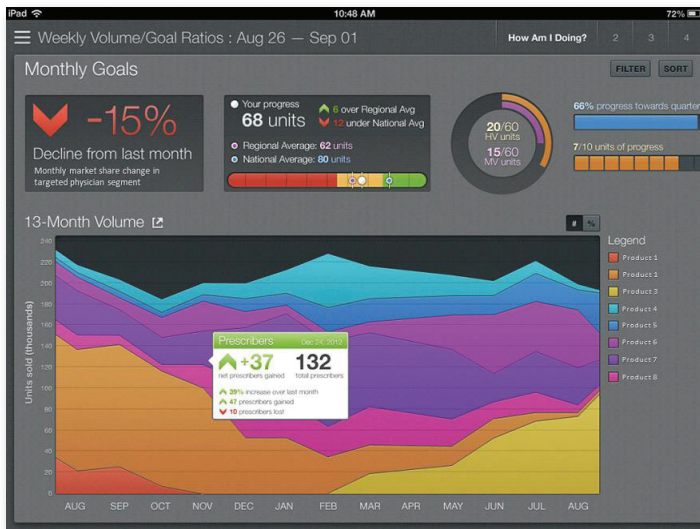 iPad
10:48 AM
72%
Weekly Volume/Goal Ratios : Aug 26 — Sep 01
How Am I Doing?
2
3
4
Monthly Goals
FILTER
SORT
-15%
Decline from last month
Monthly market share change in
targeted physician segment
Your progress
68 units
6 over Regional Avg
12 under National Avg
Regional Average: 62 units
National Average: 80 units
20/60
HV units
15/60
MV units
66% progress towards quarter
7/10 units of progress
13-Month Volume
#
%
Legend
Product 1
Product 1
Product 3
Product 4
Product 5
Product 6
Product 7
Product 8
Units sold (thousands)
240
220
200
180
160
140
120
100
80
60
40
20
0
Prescribers
Dec 24, 2012
+37
net prescribers gained
132
total prescribers
39% increase over last month
47 prescribers gained
10 prescribers lost
AUG
SEP
OCT
NOV
DEC
JAN
FEB
MAR
APR
MAY
JUN
JUL
AUG